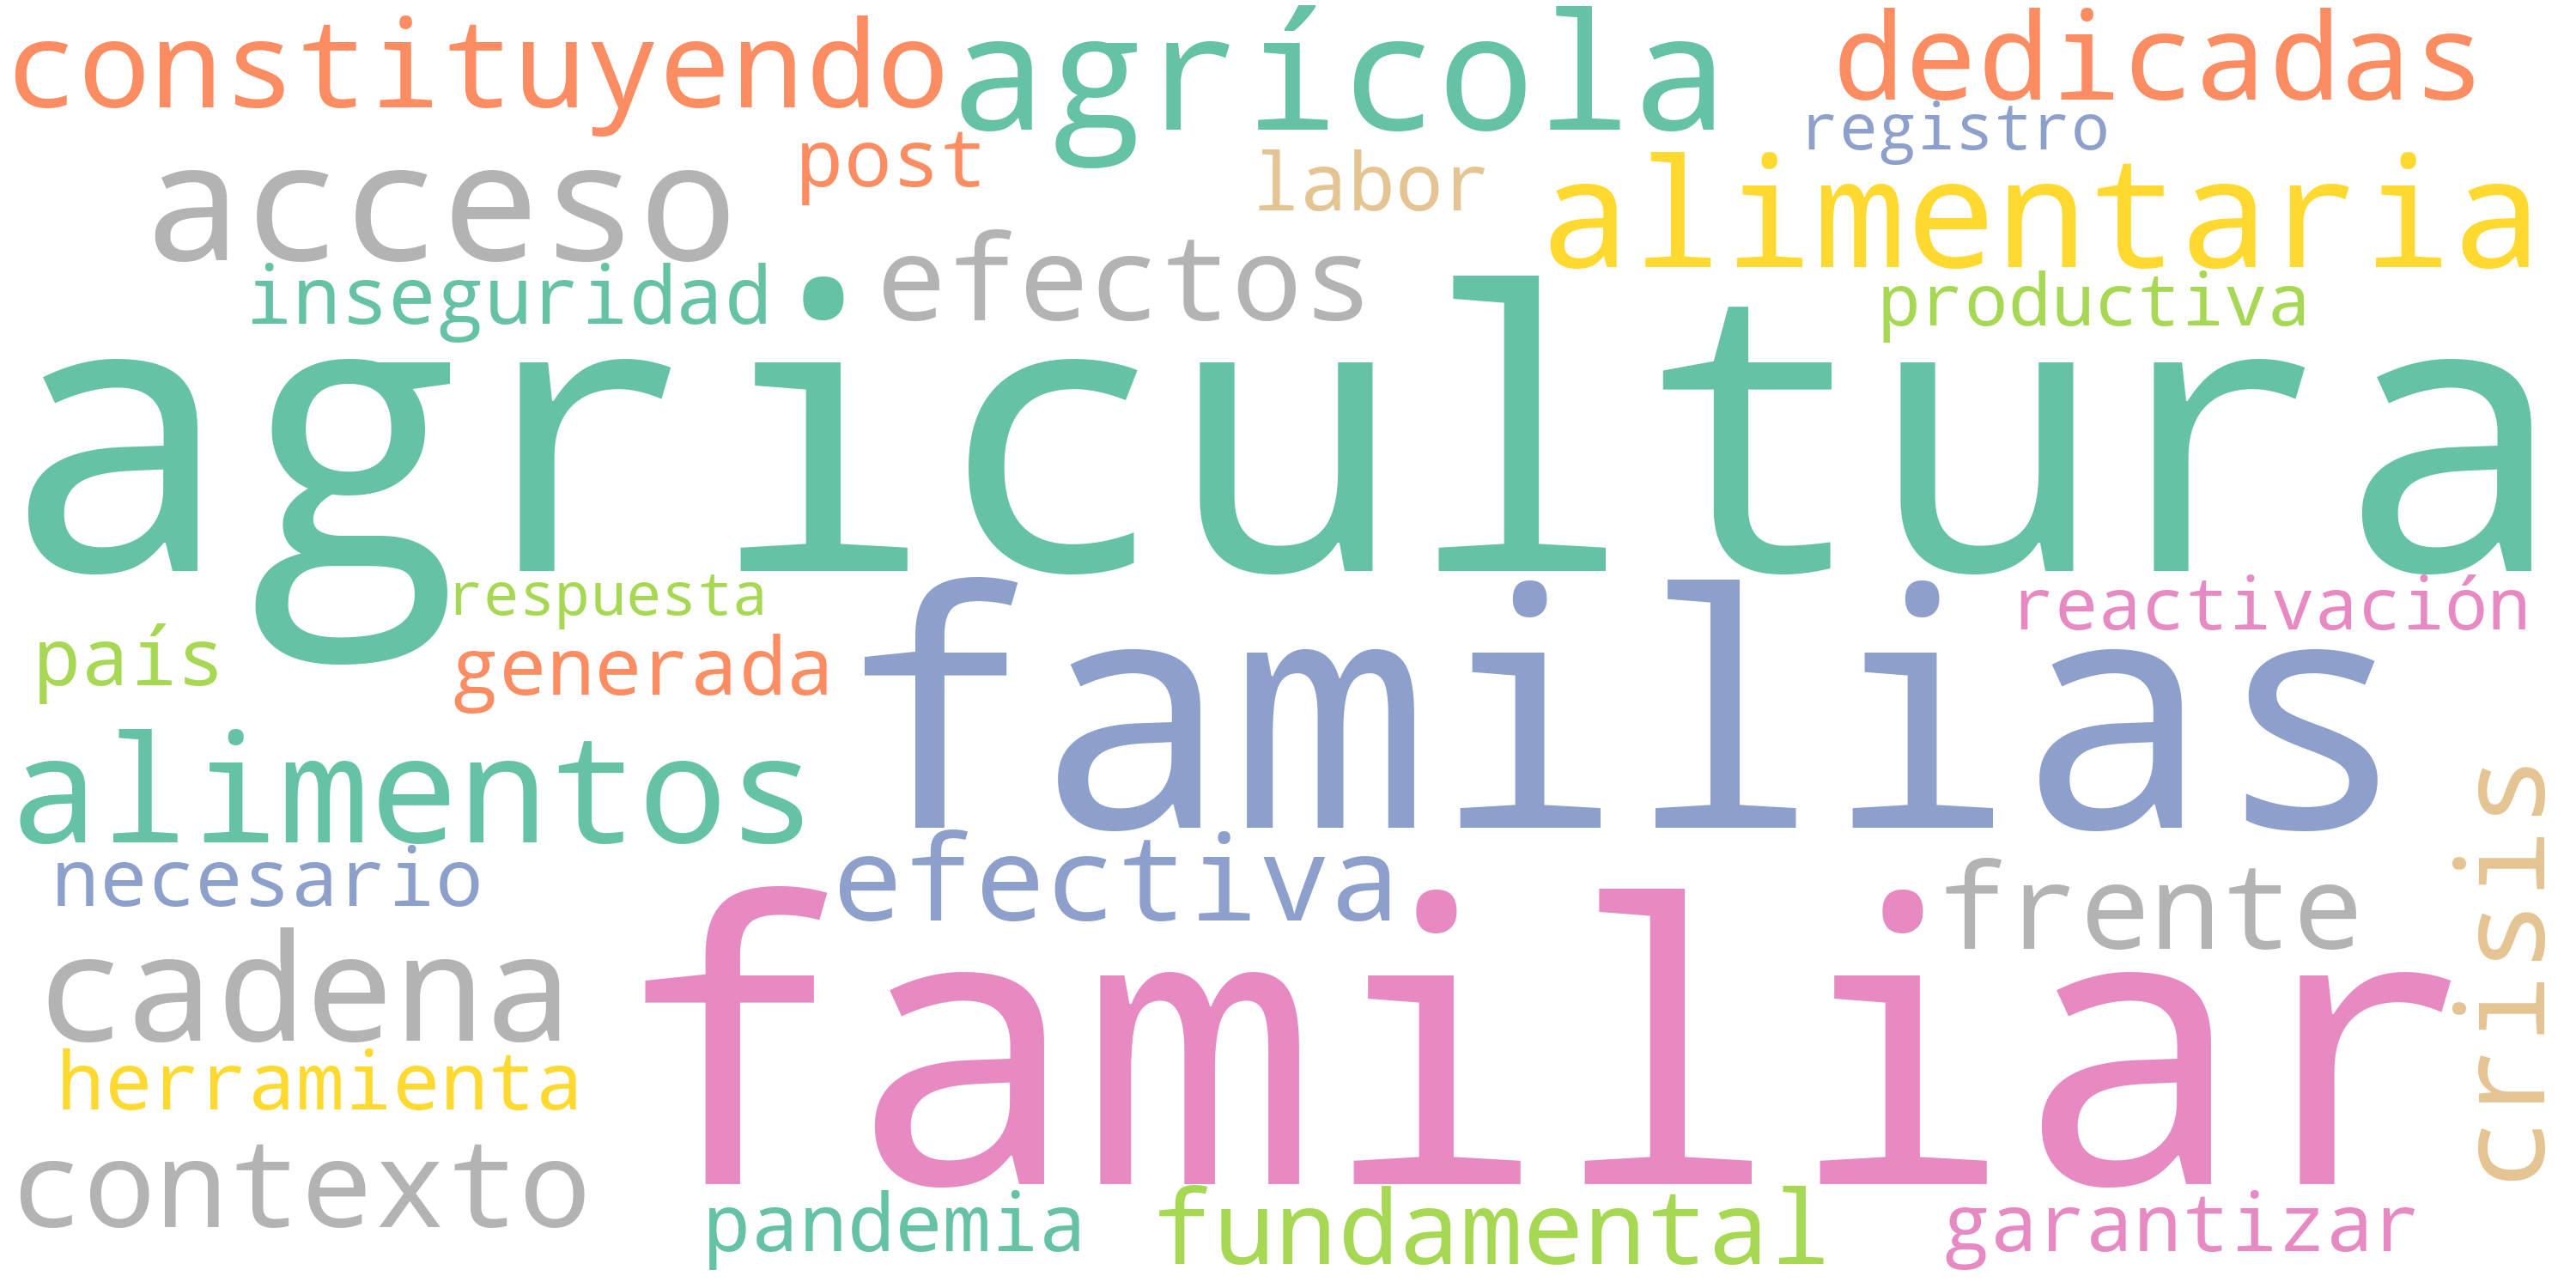 constituyendo
agrícola
dedicadas
registro
post
labor
acceso
alimentaria
efectos
inseguridad
productiva
agricultura
respuesta
reactivación
país
generada
familias
alimentos
necesario
efectiva
frente
crisis
cadena
familiar
herramienta
contexto
pandemia
fundamental
garantizar